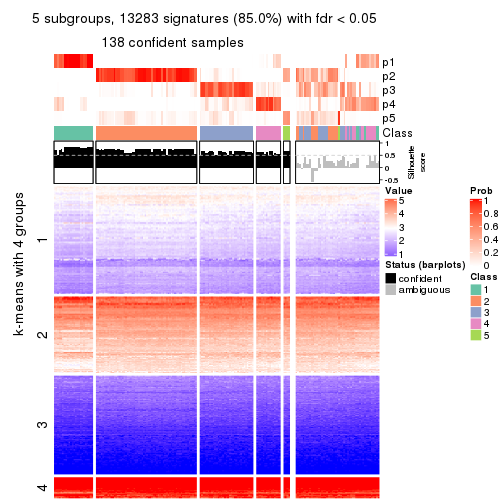 5 subgroups, 13283 signatures (85.0%) with fdr < 0.05
138 confident samples
p1
p2
p3
p4
p5
Class
1
0.5
0
-0.5
Silhouette
score
k-means with 4 groups
1
2
3
4
Value
5
4
3
2
1
Status (barplots)
confident
ambiguous
Prob
1
0.8
0.6
0.4
0.2
0
Class
1
2
3
4
5